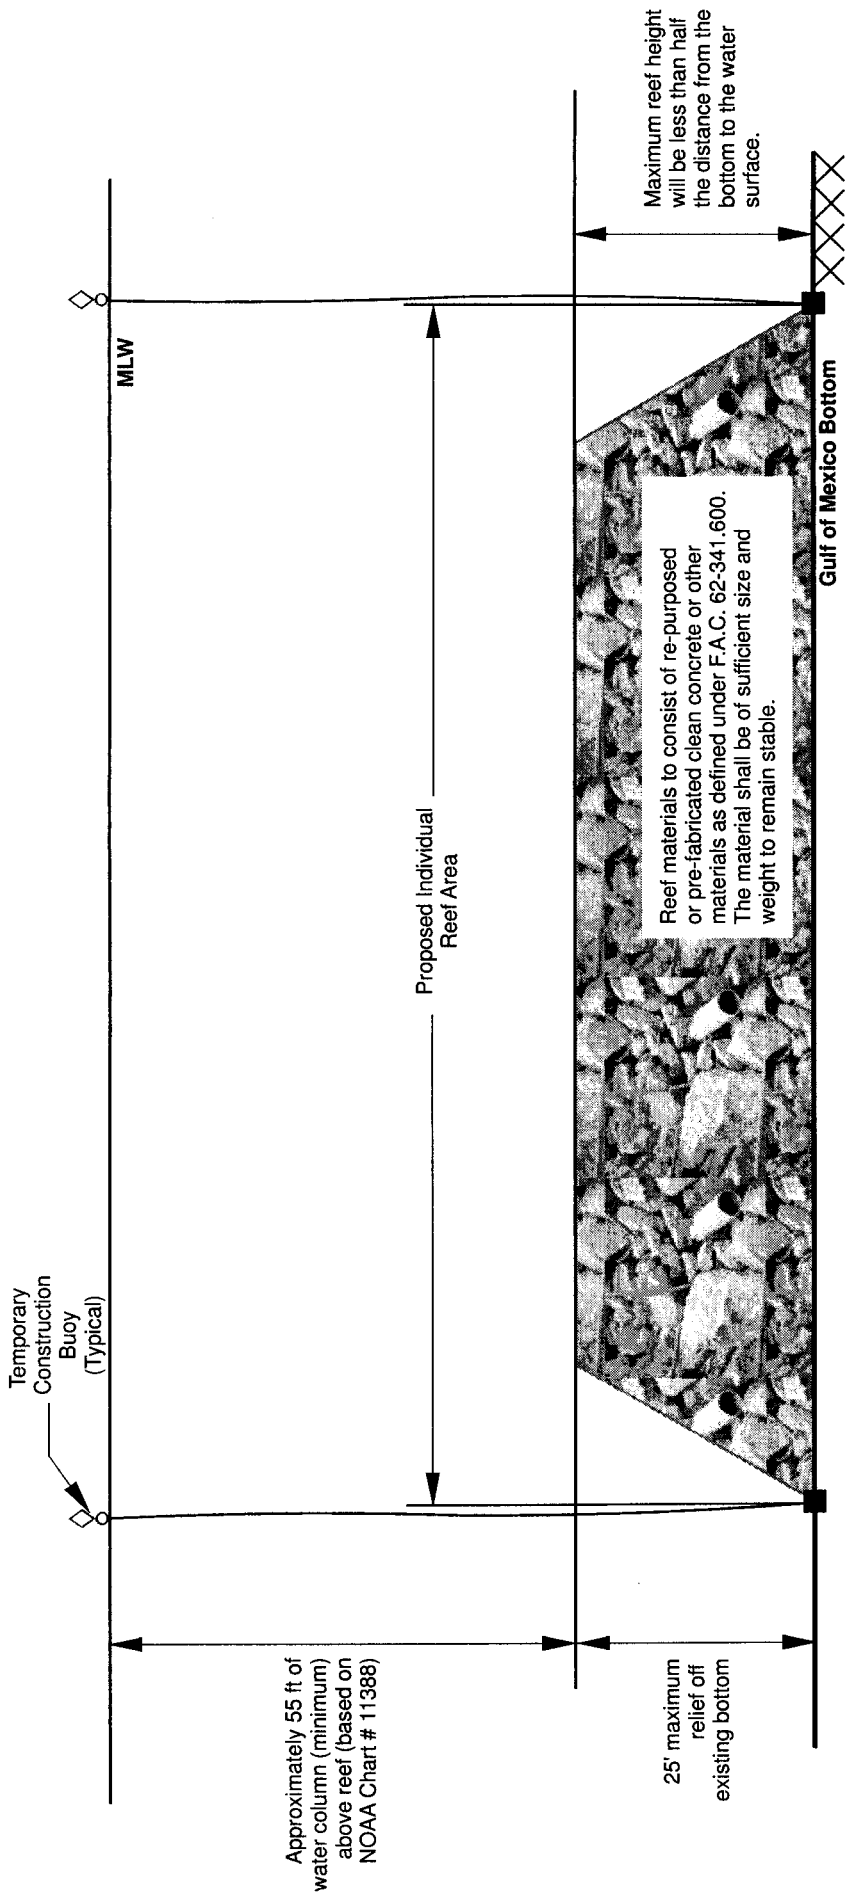 Temporary
Construction
Buoy
(Typical)
MLW
Approximately 55 ft of
water column (minimum)
above reef (based on
NOAA Chart # 11388)
Proposed Individual
Reef Area
Maximum reef height
will be less than half
the distance from the
bottom to the water
surface.
25' maximum
relief off
existing bottom
Reef materials to consist of re-purposed
or pre-fabricated clean concrete or other
materials as defined under F.A.C. 62-341.600.
The material shall be of sufficient size and
weight to remain stable.
Gulf of Mexico Bottom